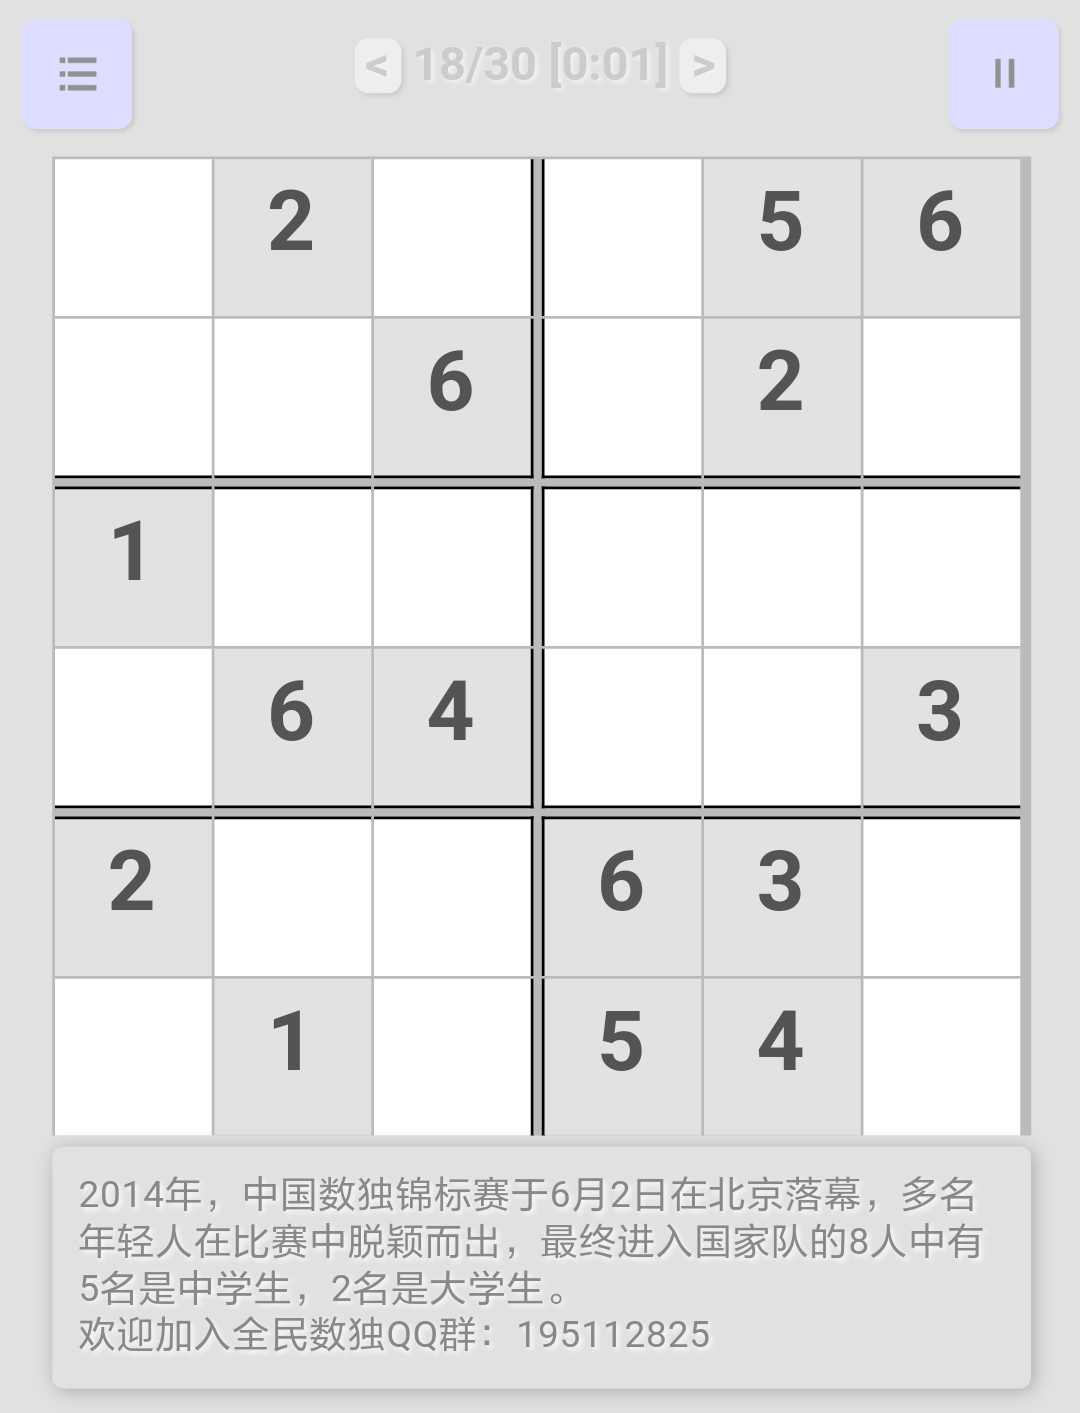 < 18/30 [0:01] >
2 5 6
6 2
1
6 4 3
2 6 3
1 5 4
2014年，中国数独锦标赛于6月2日在北京落幕，多名
年轻人在比赛中脱颖而出，最终进入国家队的8人中有
5名是中学生，2名是大学生。
欢迎加入全民数独QQ群：195112825